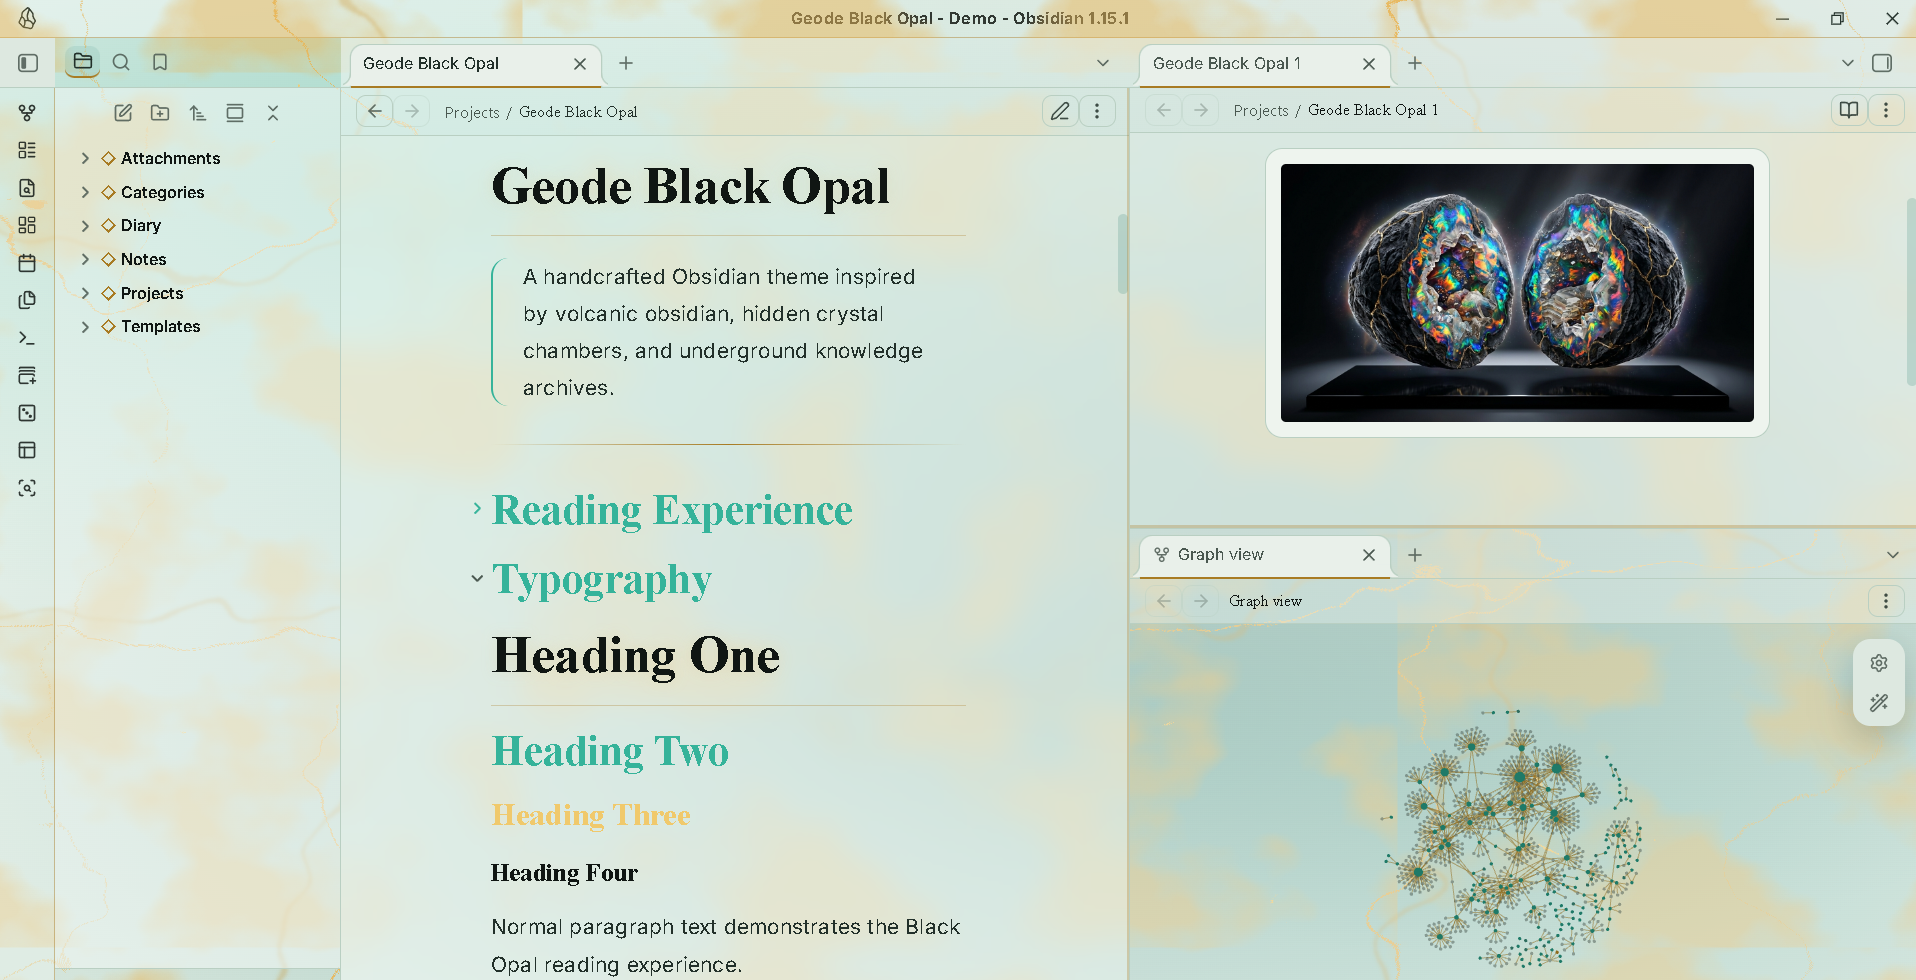 Geode Black Opal - Demo - Obsidian 1.15.1
Geode Black Opal
Geode Black Opal 1
Projects / Geode Black Opal
Projects / Geode Black Opal 1
Attachments
Categories
Diary
Notes
Projects
Templates
Geode Black Opal
A handcrafted Obsidian theme inspired
by volcanic obsidian, hidden crystal
chambers, and underground knowledge
archives.
Reading Experience
Typography
Heading One
Heading Two
Heading Three
Heading Four
Normal paragraph text demonstrates the Black
Opal reading experience.
Graph view
Graph view